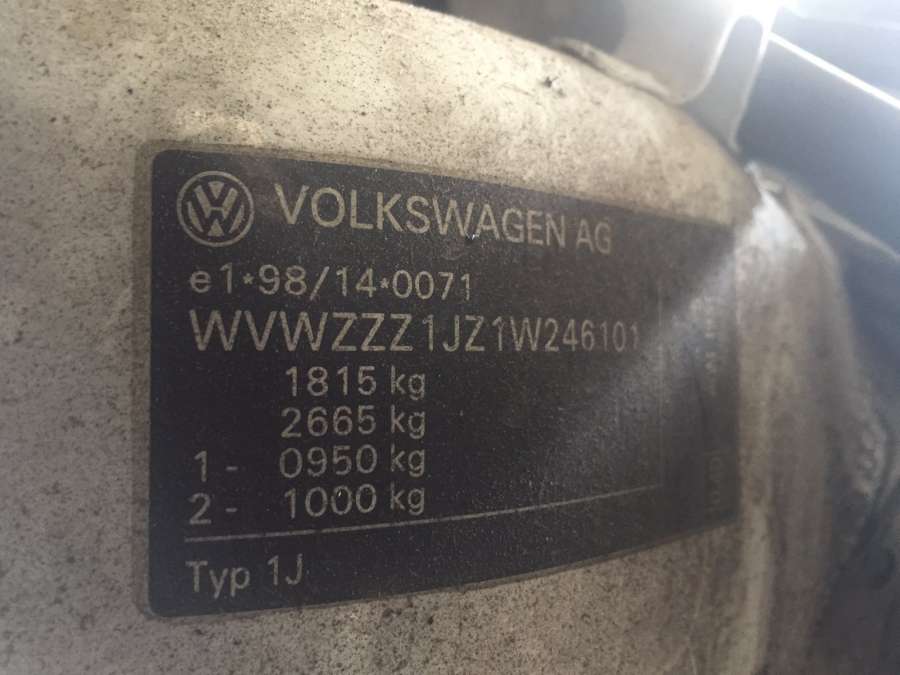 VOLKSWAGEN AG
e1*98/14*0071
WVWZZZ1JZ1W246101
1815 kg
2665 kg
1- 0950 kg
2- 1000 kg
Typ 1J